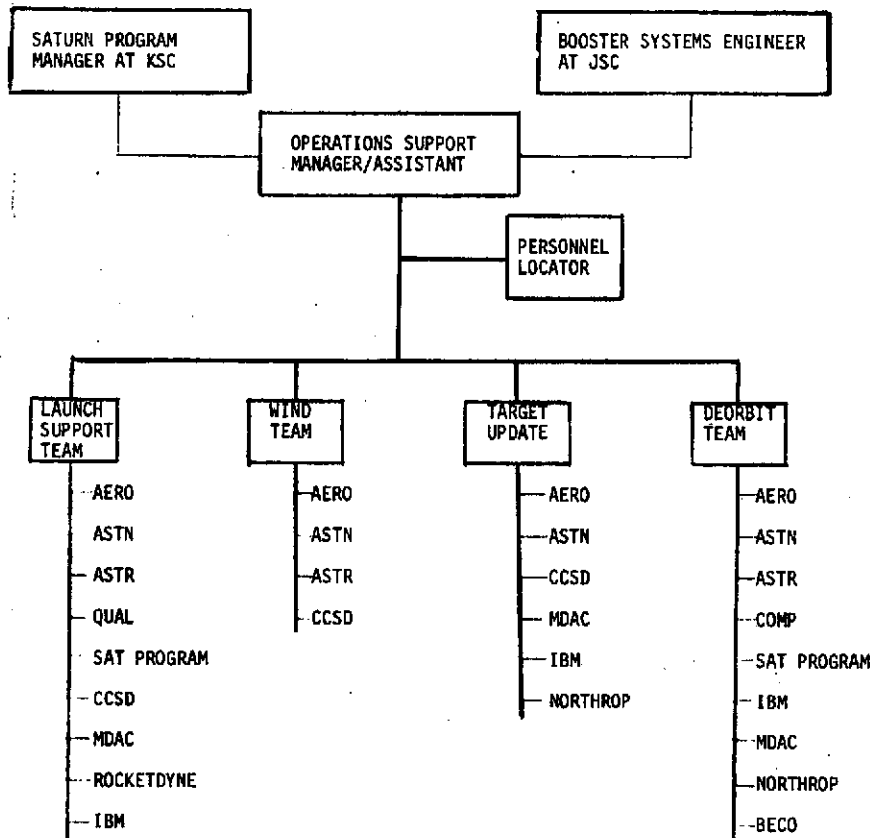 SATURN PROGRAM
MANAGER AT KSC
BOOSTER SYSTEMS ENGINEER
AT JSC
OPERATIONS SUPPORT
MANAGER/ASSISTANT
PERSONNEL
LOCATOR
LAUNCH
SUPPORT
TEAM
AERO
ASTN
ASTR
QUAL
SAT PROGRAM
CCSD
MDAC
ROCKETDYNE
IBM
WIND
TEAM
AERO
ASTN
ASTR
CCSD
TARGET
UPDATE
AERO
ASTN
CCSD
MDAC
IBM
NORTHROP
DEORBIT
TEAM
AERO
ASTN
ASTR
COMP
SAT PROGRAM
IBM
MDAC
NORTHROP
BECO